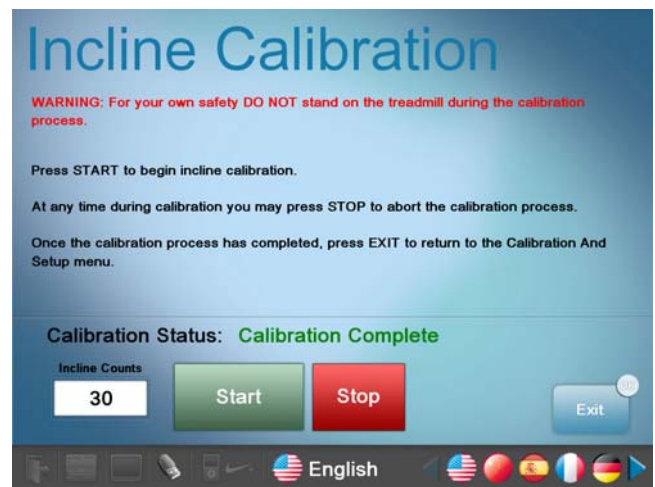 Incline Calibration
WARNING: For your own safety DO NOT stand on the treadmill during the calibration
process.
Press START to begin incline calibration.
At any time during calibration you may press STOP to abort the calibration process.
Once the calibration process has completed, press EXIT to return to the Calibration And
Setup menu.
Calibration Status: Calibration Complete
Incline Counts
30
Start
Stop
Exit
English